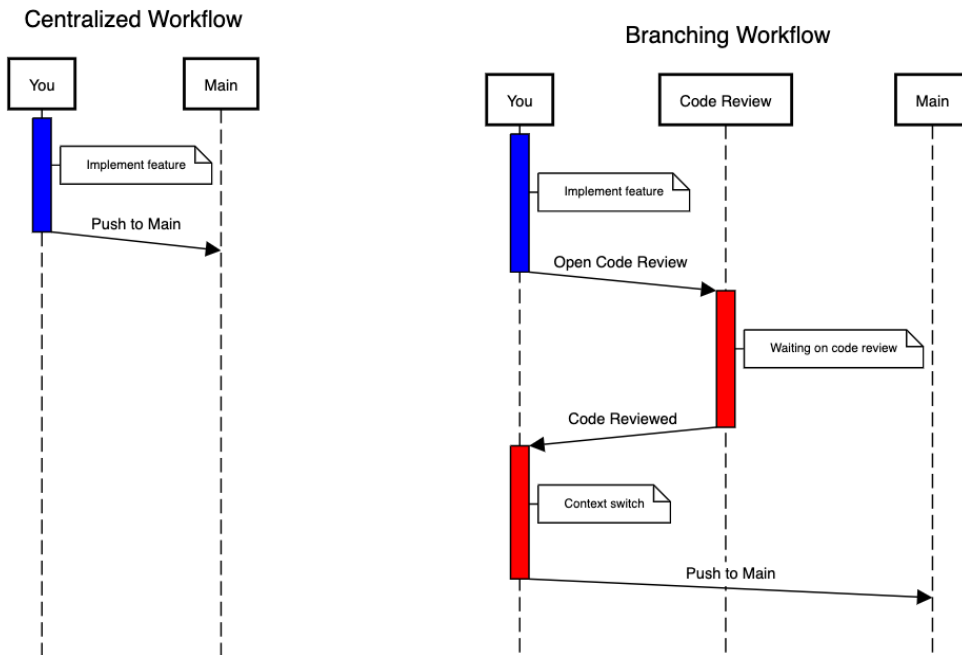 Centralized Workflow
You
Main
Implement feature
Push to Main
Branching Workflow
You
Code Review
Main
Implement feature
Open Code Review
Waiting on code review
Code Reviewed
Context switch
Push to Main